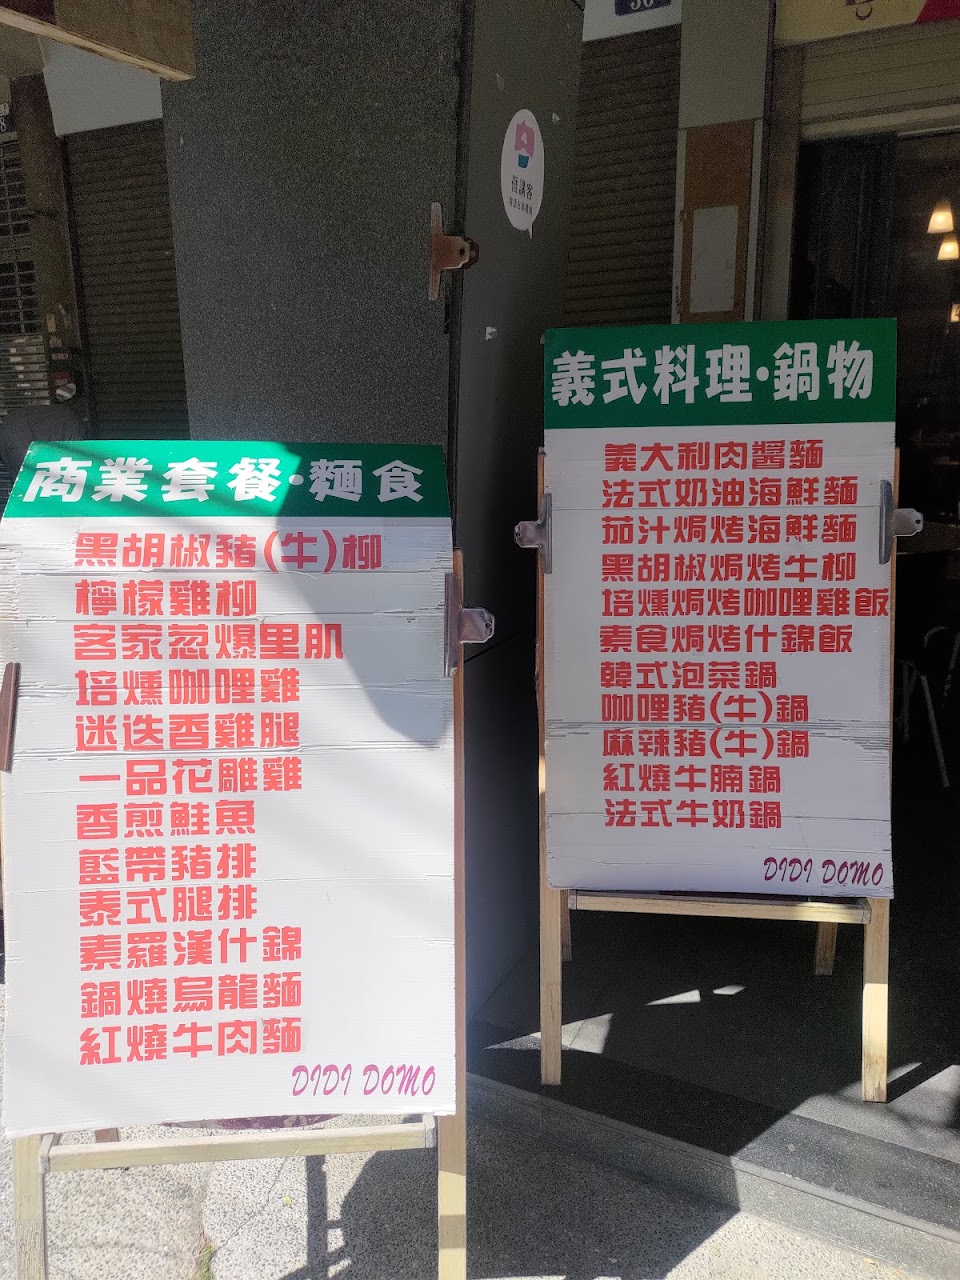 商業套餐·麵食
黑胡椒豬(牛)柳
檸檬雞柳
客家蔥爆里肌
培燻咖哩雞
迷迭香雞腿
一品花雕雞
香煎鮭魚
藍帶豬排
泰式腿排
素羅漢什錦
鍋燒烏龍麵
紅燒牛肉麵
DIDI DOMO
義式料理·鍋物
義大利肉醬麵
法式奶油海鮮麵
茄汁焗烤海鮮麵
黑胡椒焗烤牛柳
培燻焗烤咖哩雞飯
素食焗烤什錦飯
韓式泡菜鍋
咖哩豬(牛)鍋
麻辣豬(牛)鍋
紅燒牛腩鍋
法式牛奶鍋
DIDI DOMO